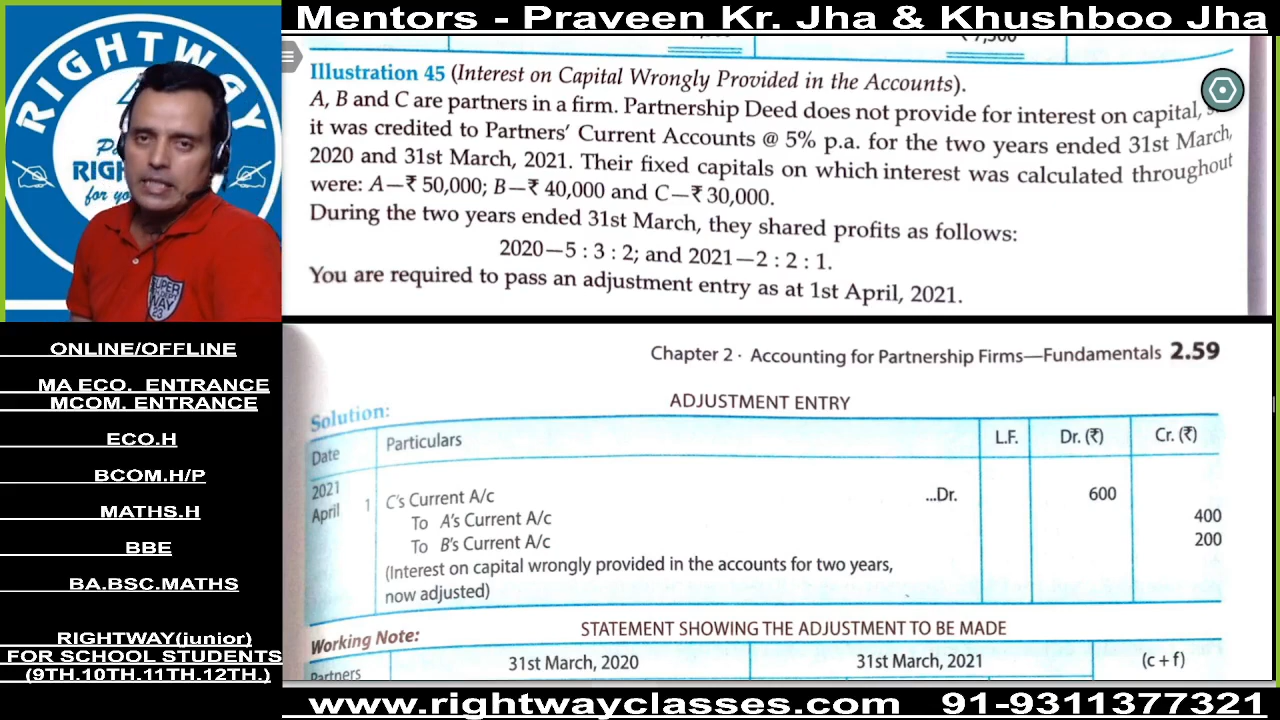 Mentors - Praveen Kr. Jha & Khushboo Jha
RIGHTWAY
RIGH
for yo
SUPER
WAY
ONLINE/OFFLINE
MA ECO. ENTRANCE
MCOM. ENTRANCE
ECO.H
BCOM.H/P
MATHS.H
BBE
BA.BSC.MATHS
RIGHTWAY(junior)
FOR SCHOOL STUDENTS
(9TH.10TH.11TH.12TH.)
Illustration 45 (Interest on Capital Wrongly Provided in the Accounts).
A, B and C are partners in a firm. Partnership Deed does not provide for interest on capital,
it was credited to Partners' Current Accounts @ 5% p.a. for the two years ended 31st March,
2020 and 31st March, 2021. Their fixed capitals on which interest was calculated throughout
were: A—₹ 50,000; B—₹ 40,000 and C—₹ 30,000.
During the two years ended 31st March, they shared profits as follows:
2020—5 : 3 : 2; and 2021—2 : 2 : 1.
You are required to pass an adjustment entry as at 1st April, 2021.
Chapter 2 · Accounting for Partnership Firms—Fundamentals 2.59
Solution: ADJUSTMENT ENTRY
Date Particulars L.F. Dr. (₹) Cr. (₹)
2021
April 1 C's Current A/c ...Dr. 600
To A's Current A/c 400
To B's Current A/c 200
(Interest on capital wrongly provided in the accounts for two years,
now adjusted)
Working Note: STATEMENT SHOWING THE ADJUSTMENT TO BE MADE
Partners 31st March, 2020 31st March, 2021 (c + f)
www.rightwayclasses.com 91-9311377321